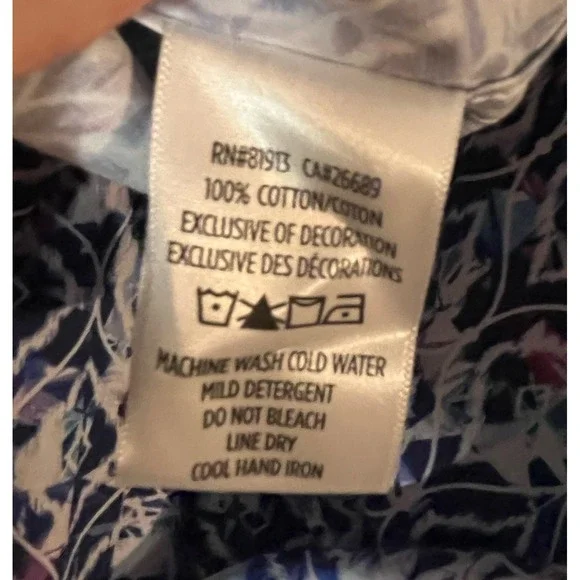 RN#81913 CA#26689
100% COTTON/COTON
EXCLUSIVE OF DECORATION
EXCLUSIVE DES DÉCORATIONS
MACHINE WASH COLD WATER
MILD DETERGENT
DO NOT BLEACH
LINE DRY
COOL HAND IRON